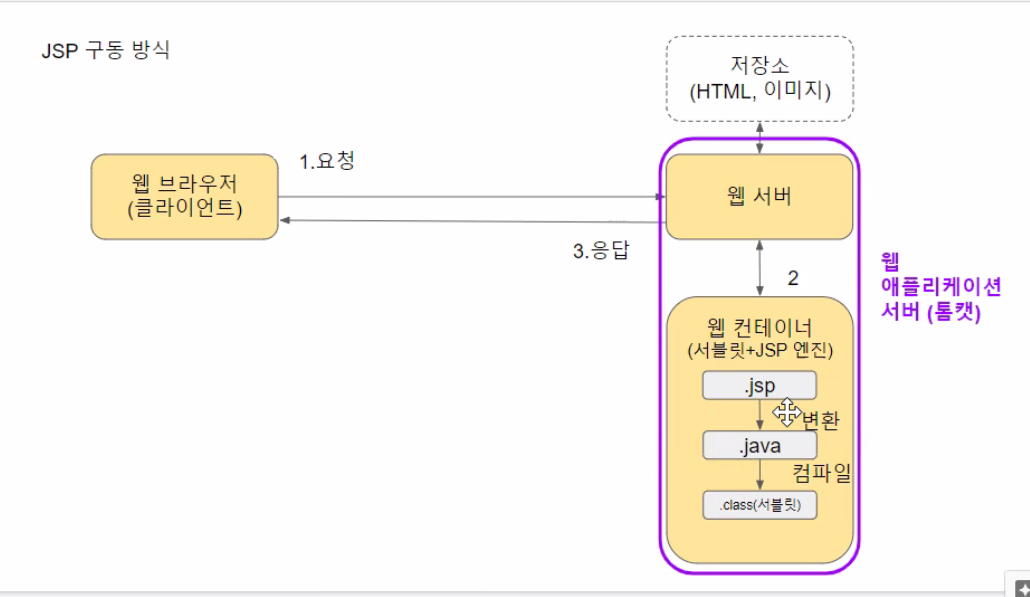 JSP 구동 방식
저장소
(HTML, 이미지)
1.요청
웹 브라우저
(클라이언트)
웹 서버
3.응답
2
웹
애플리케이션
서버 (톰캣)
웹 컨테이너
(서블릿+JSP 엔진)
.jsp
변환
.java
컴파일
.class(서블릿)